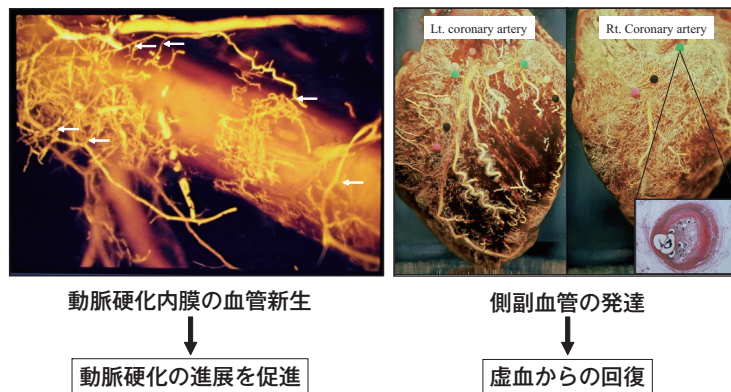 Lt. coronary artery
Rt. Coronary artery
動脈硬化内膜の血管新生
側副血管の発達
動脈硬化の進展を促進
虚血からの回復